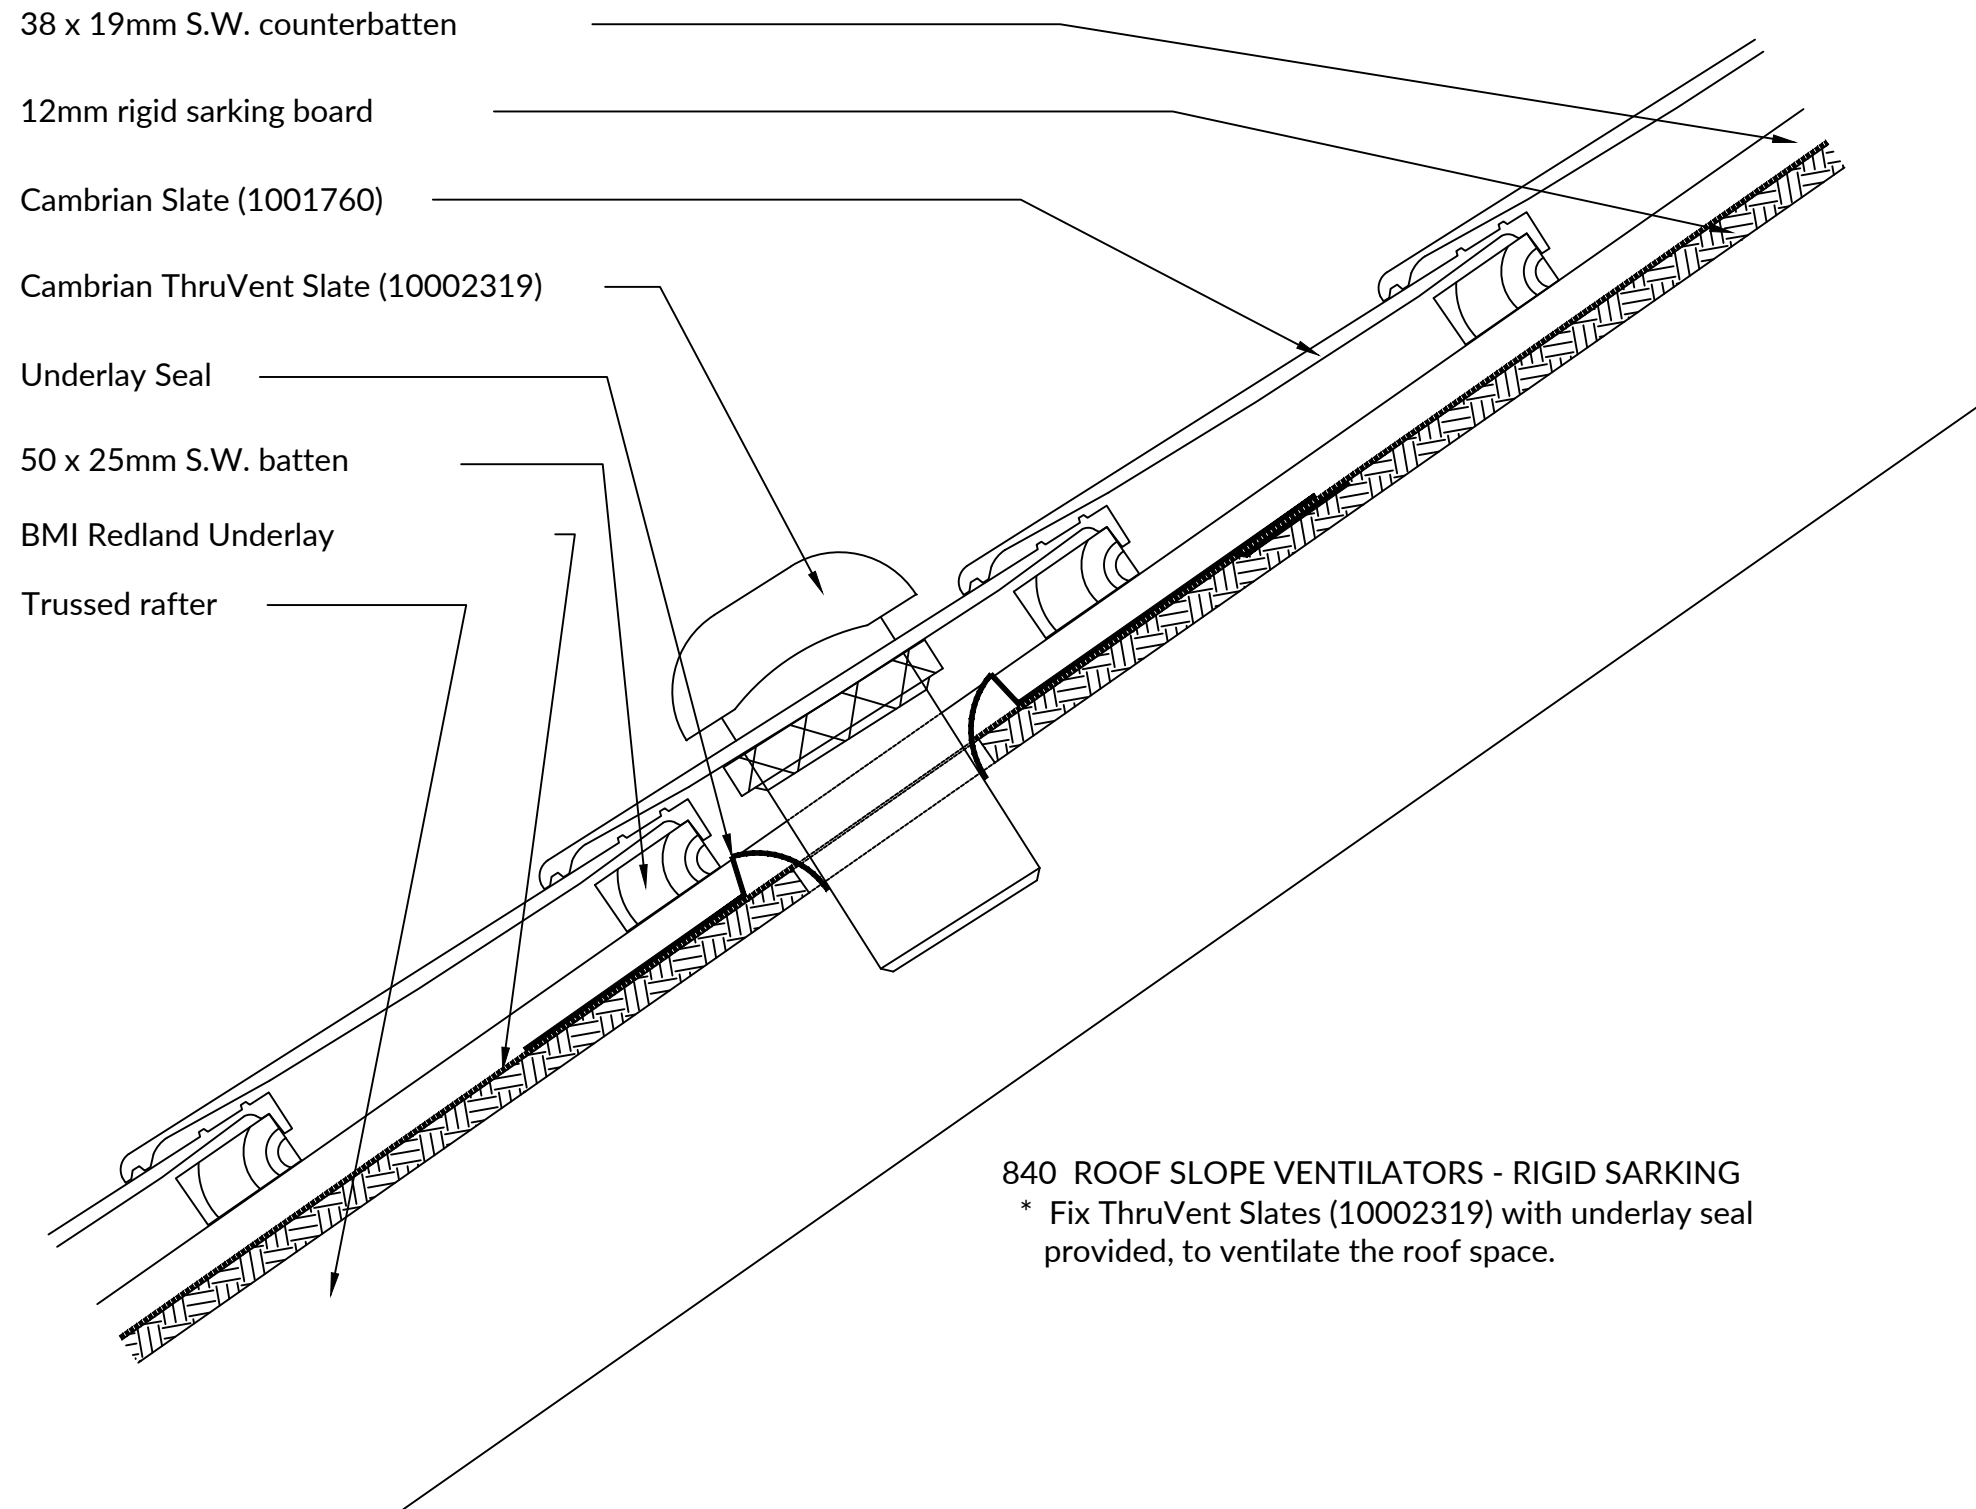 38 x 19mm S.W. counterbatten
12mm rigid sarking board
Cambrian Slate (1001760)
Cambrian ThruVent Slate (10002319)
Underlay Seal
50 x 25mm S.W. batten
BMI Redland Underlay
Trussed rafter
840 ROOF SLOPE VENTILATORS - RIGID SARKING
* Fix ThruVent Slates (10002319) with underlay seal
provided, to ventilate the roof space.